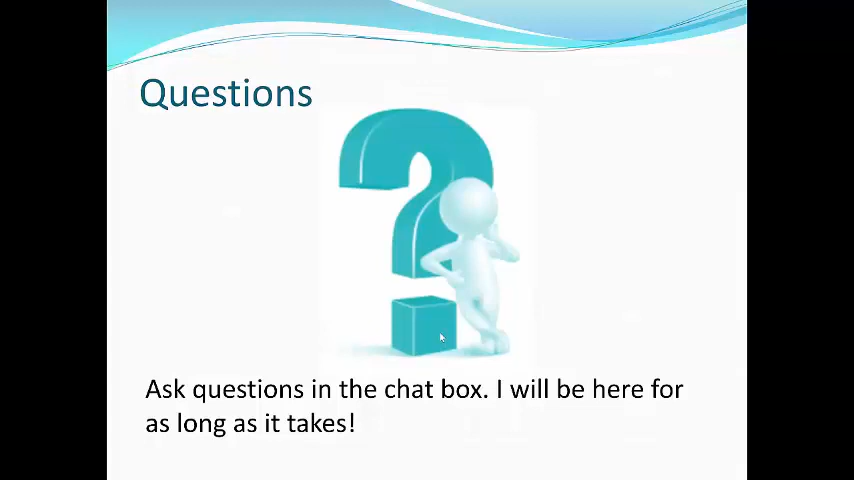 Questions
Ask questions in the chat box. I will be here for
as long as it takes!